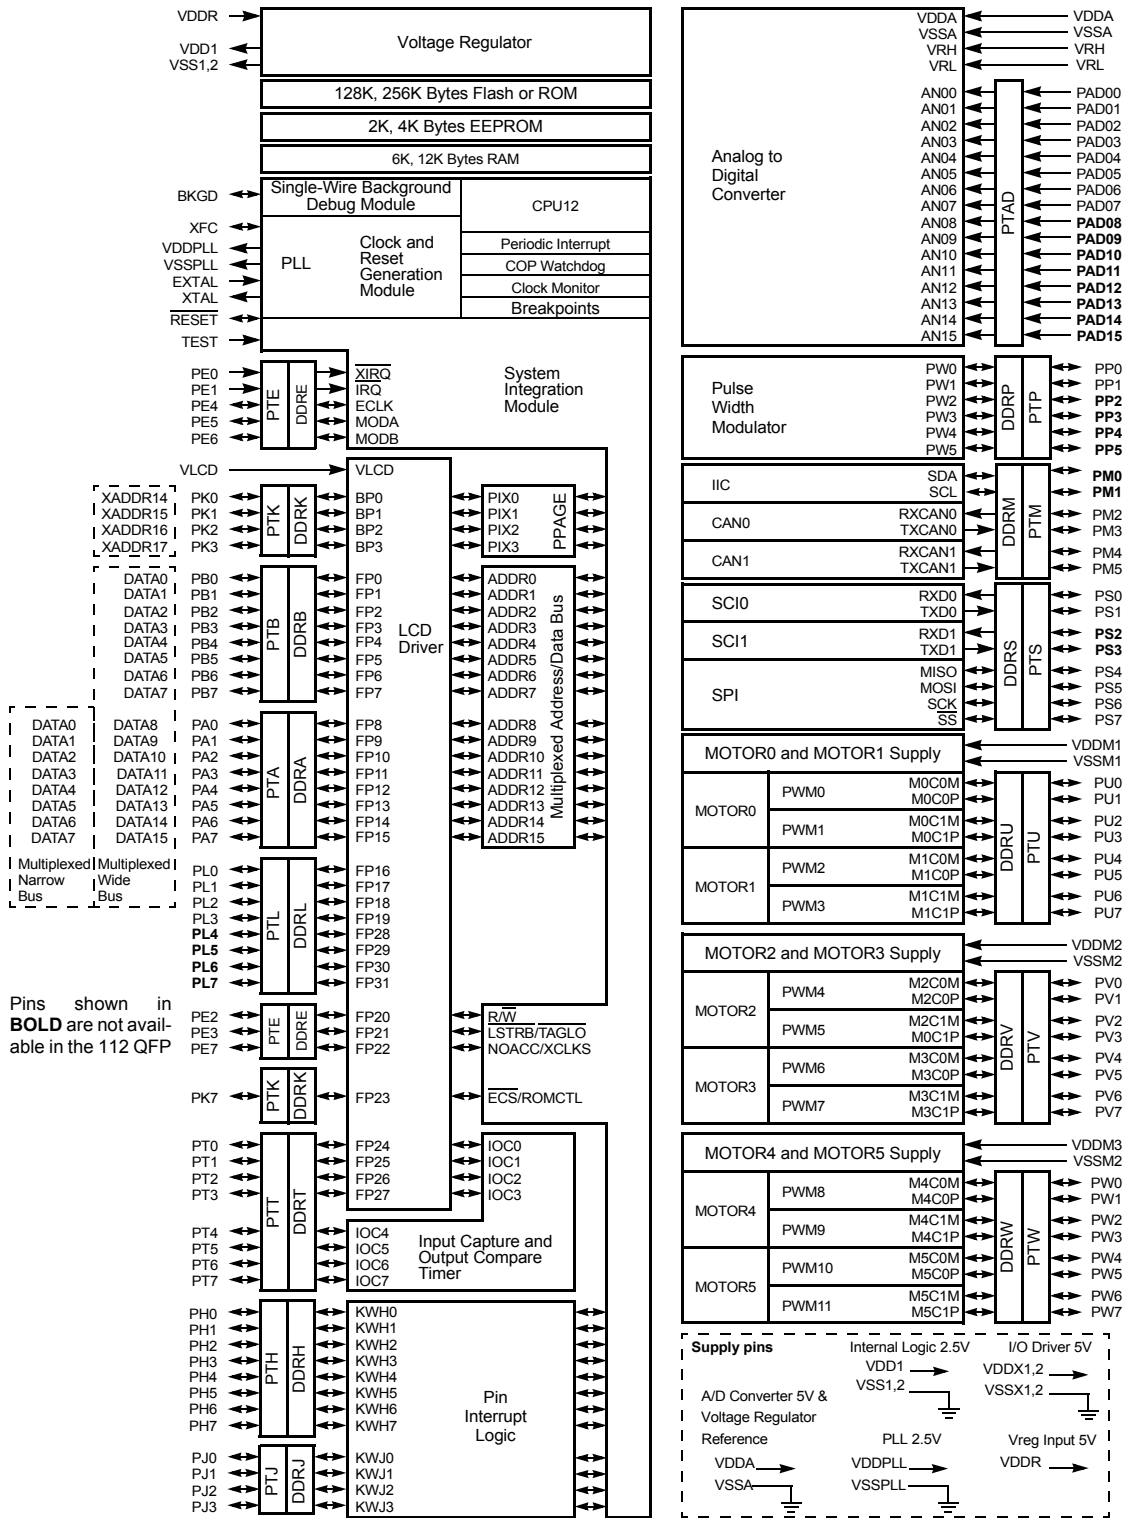 VDDR
VDD1
VSS1,2
Voltage Regulator
128K, 256K Bytes Flash or ROM
2K, 4K Bytes EEPROM
6K, 12K Bytes RAM
BKGD
Single-Wire Background
Debug Module
CPU12
XFC
VDDPLL
VSSPLL
EXTAL
XTAL
RESET
TEST
PLL
Clock and
Reset
Generation
Module
Periodic Interrupt
COP Watchdog
Clock Monitor
Breakpoints
PE0 XIRQ
PE1 IRQ
PE4 ECLK
PE5 MODA
PE6 MODB
PTE
DDRE
System
Integration
Module
VLCD VLCD
XADDR14 PK0 BP0 PIX0
XADDR15 PK1 BP1 PIX1
XADDR16 PK2 BP2 PIX2
XADDR17 PK3 BP3 PIX3
PTK
DDRK
PPAGE
DATA0 PB0 FP0 ADDR0
DATA1 PB1 FP1 ADDR1
DATA2 PB2 FP2 ADDR2
DATA3 PB3 FP3 ADDR3
DATA4 PB4 FP4 ADDR4
DATA5 PB5 FP5 ADDR5
DATA6 PB6 FP6 ADDR6
DATA7 PB7 FP7 ADDR7
PTB
DDRB
LCD
Driver
Multiplexed Address/Data Bus
DATA0 DATA8 PA0 FP8 ADDR8
DATA1 DATA9 PA1 FP9 ADDR9
DATA2 DATA10 PA2 FP10 ADDR10
DATA3 DATA11 PA3 FP11 ADDR11
DATA4 DATA12 PA4 FP12 ADDR12
DATA5 DATA13 PA5 FP13 ADDR13
DATA6 DATA14 PA6 FP14 ADDR14
DATA7 DATA15 PA7 FP15 ADDR15
PTA
DDRA
Multiplexed
Narrow
Bus
Multiplexed
Wide
Bus
PL0 FP16
PL1 FP17
PL2 FP18
PL3 FP19
PL4 FP28
PL5 FP29
PL6 FP30
PL7 FP31
PTL
DDRL
Pins shown in
BOLD are not avail-
able in the 112 QFP
PE2 FP20 R/W
PE3 FP21 LSTRB/TAGLO
PE7 FP22 NOACC/XCLKS
PTE
DDRE
PK7 FP23 ECS/ROMCTL
PTK
DDRK
PT0 FP24 IOC0
PT1 FP25 IOC1
PT2 FP26 IOC2
PT3 FP27 IOC3
PTT
DDRT
PT4 IOC4
PT5 IOC5
PT6 IOC6
PT7 IOC7
Input Capture and
Output Compare
Timer
PH0 KWH0
PH1 KWH1
PH2 KWH2
PH3 KWH3
PH4 KWH4
PH5 KWH5
PH6 KWH6
PH7 KWH7
PTH
DDRH
Pin
Interrupt
Logic
PJ0 KWJ0
PJ1 KWJ1
PJ2 KWJ2
PJ3 KWJ3
PTJ
DDRJ
VDDA VDDA
VSSA VSSA
VRH VRH
VRL VRL
Analog to
Digital
Converter
AN00 PAD00
AN01 PAD01
AN02 PAD02
AN03 PAD03
AN04 PAD04
AN05 PAD05
AN06 PAD06
AN07 PAD07
AN08 PAD08
AN09 PAD09
AN10 PAD10
AN11 PAD11
AN12 PAD12
AN13 PAD13
AN14 PAD14
AN15 PAD15
PTAD
Pulse
Width
Modulator
PW0 PP0
PW1 PP1
PW2 PP2
PW3 PP3
PW4 PP4
PW5 PP5
DDRP
PTP
IIC
SDA PM0
SCL PM1
CAN0
RXCAN0 PM2
TXCAN0 PM3
CAN1
RXCAN1 PM4
TXCAN1 PM5
DDRM
PTM
SCI0
RXD0 PS0
TXD0 PS1
SCI1
RXD1 PS2
TXD1 PS3
SPI
MISO PS4
MOSI PS5
SCK PS6
SS PS7
DDRS
PTS
MOTOR0 and MOTOR1 Supply
VDDM1
VSSM1
MOTOR0
PWM0
M0C0M PU0
M0C0P PU1
PWM1
M0C1M PU2
M0C1P PU3
MOTOR1
PWM2
M1C0M PU4
M1C0P PU5
PWM3
M1C1M PU6
M1C1P PU7
DDRU
PTU
MOTOR2 and MOTOR3 Supply
VDDM2
VSSM2
MOTOR2
PWM4
M2C0M PV0
M2C0P PV1
PWM5
M2C1M PV2
M0C1P PV3
MOTOR3
PWM6
M3C0M PV4
M3C0P PV5
PWM7
M3C1M PV6
M3C1P PV7
DDRV
PTV
MOTOR4 and MOTOR5 Supply
VDDM3
VSSM2
MOTOR4
PWM8
M4C0M PW0
M4C0P PW1
PWM9
M4C1M PW2
M4C1P PW3
MOTOR5
PWM10
M5C0M PW4
M5C0P PW5
PWM11
M5C1M PW6
M5C1P PW7
DDRW
PTW
Supply pins
Internal Logic 2.5V
VDD1
VSS1,2
I/O Driver 5V
VDDX1,2
VSSX1,2
A/D Converter 5V &
Voltage Regulator
Reference
VDDA
VSSA
PLL 2.5V
VDDPLL
VSSPLL
Vreg Input 5V
VDDR